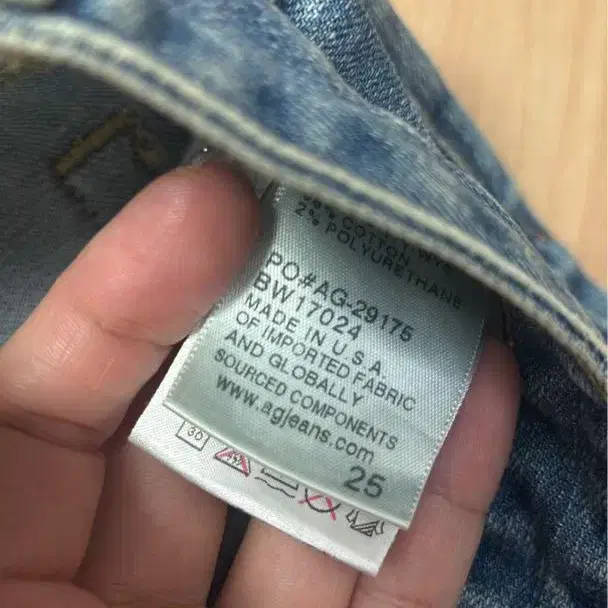 COTTON
2% POLYURETHANE
PO#AG-29175
BW17024
MADE IN U S A
OF IMPORTED FABRIC
AND GLOBALLY
SOURCED COMPONENTS
www.agjeans.com
25
30